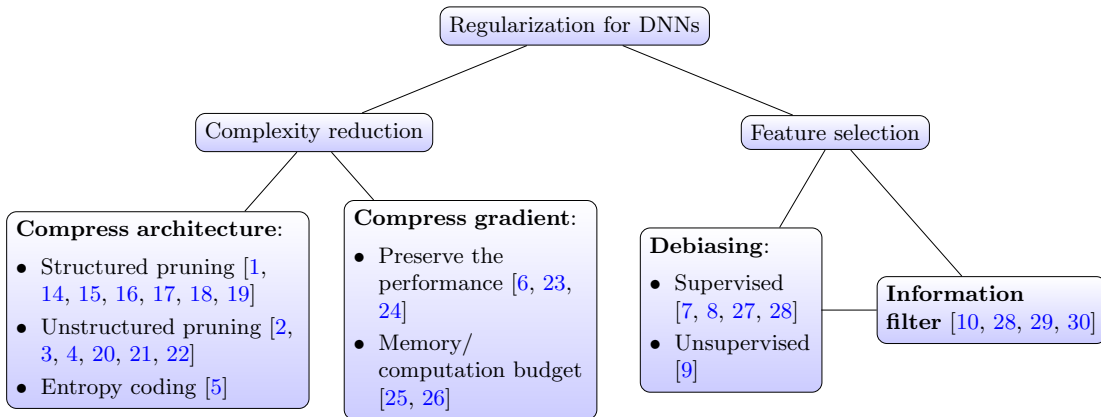 Regularization for DNNs
Complexity reduction
Feature selection
Compress architecture:
• Structured pruning [1,
14, 15, 16, 17, 18, 19]
• Unstructured pruning [2,
3, 4, 20, 21, 22]
• Entropy coding [5]
Compress gradient:
• Preserve the
performance [6, 23,
24]
• Memory/
computation budget
[25, 26]
Debiasing:
• Supervised
[7, 8, 27, 28]
• Unsupervised
[9]
Information
filter [10, 28, 29, 30]